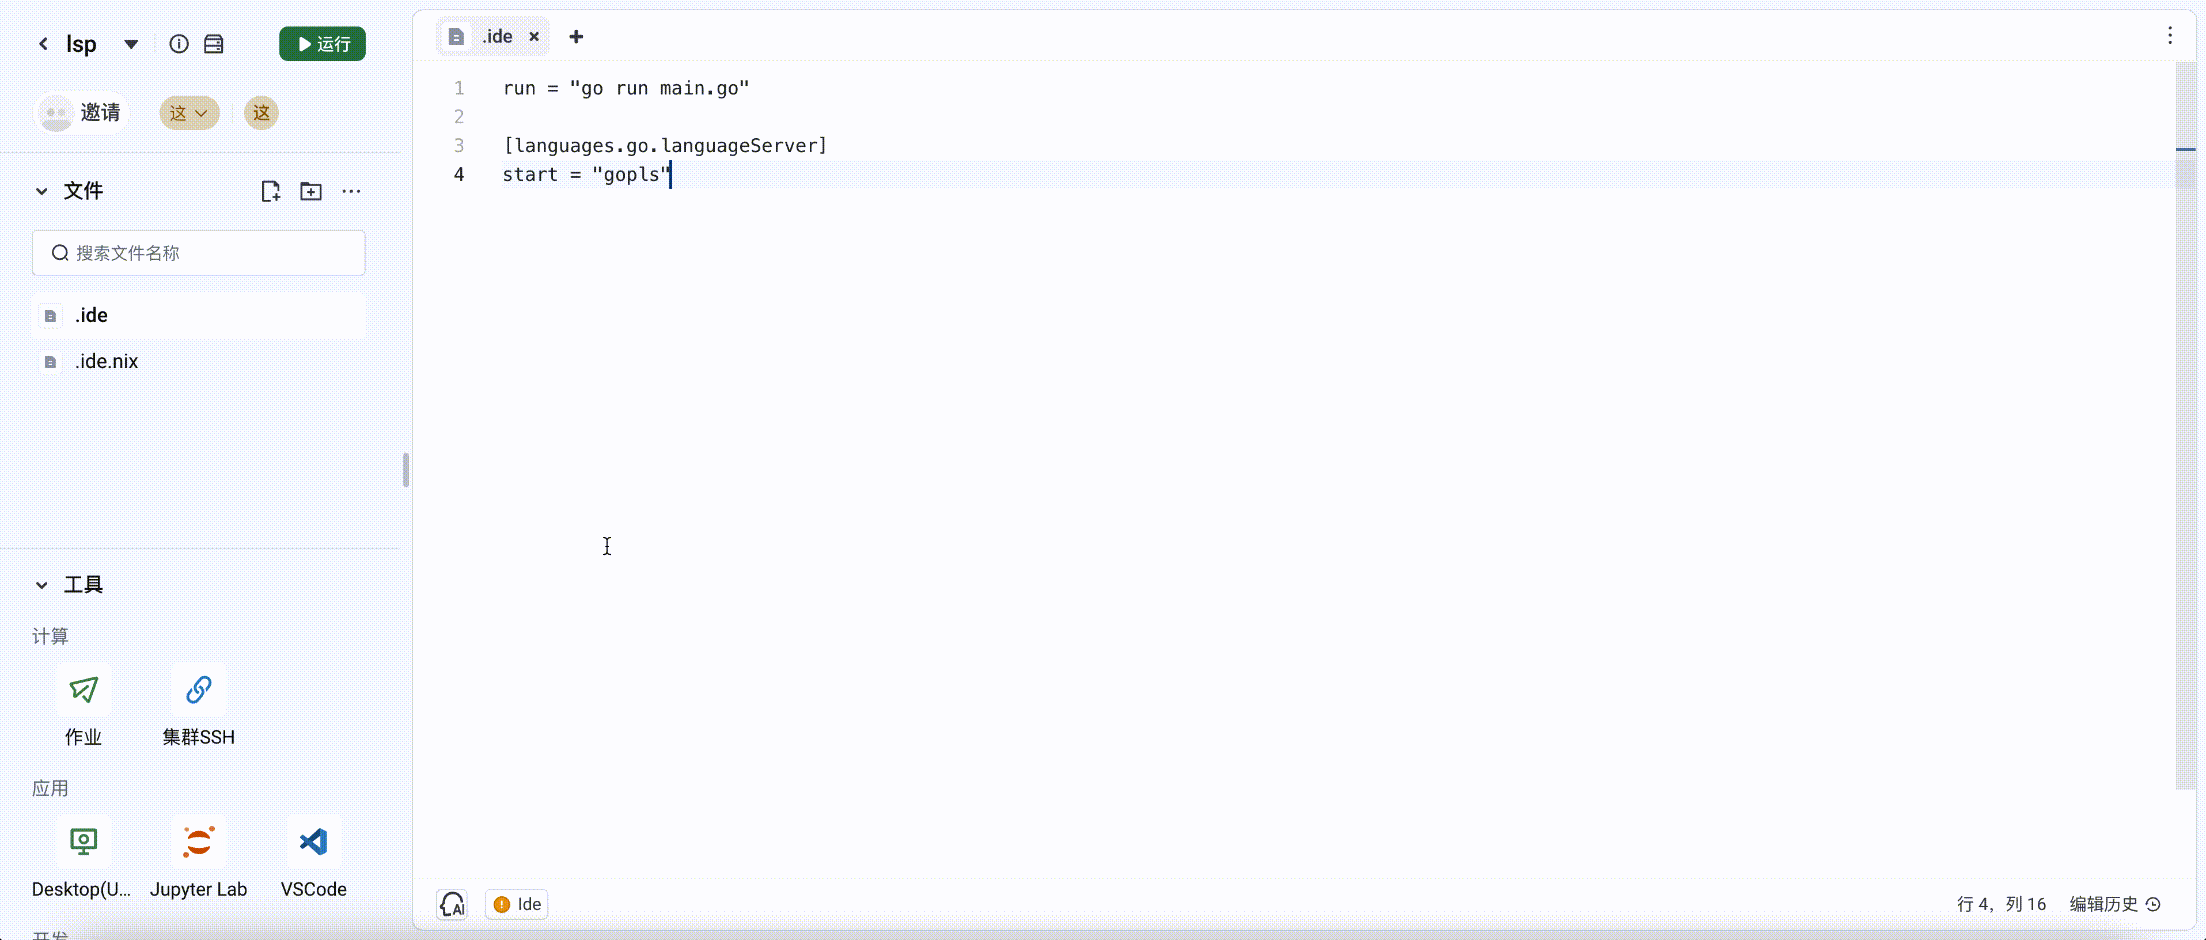 lsp
运行
邀请
这
这
文件
搜索文件名称
.ide
.ide.nix
工具
计算
作业
集群SSH
应用
Desktop(U...
Jupyter Lab
VSCode
开发
.ide
1 run = "go run main.go"
2
3 [languages.go.languageServer]
4 start = "gopls"
AI
Ide
行 4，列 16
编辑历史